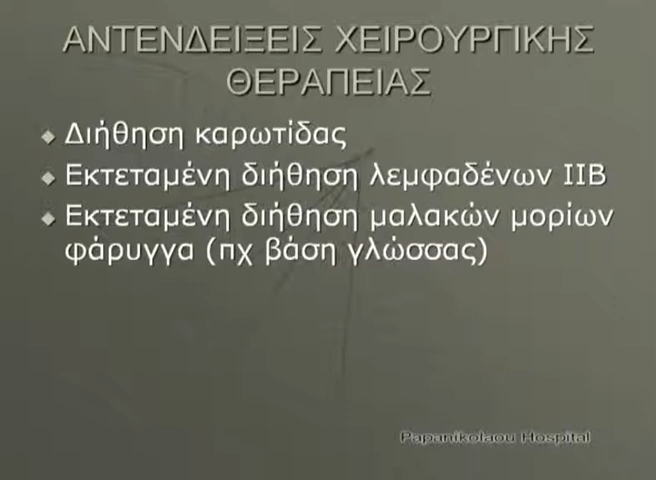 ΑΝΤΕΝΔΕΙΞΕΙΣ ΧΕΙΡΟΥΡΓΙΚΗΣ
ΘΕΡΑΠΕΙΑΣ
Διήθηση καρωτίδας
Εκτεταμένη διήθηση λεμφαδένων ΙΙΒ
Εκτεταμένη διήθηση μαλακών μορίων
φάρυγγα (πχ βάση γλώσσας)
Papanikolaou Hospital